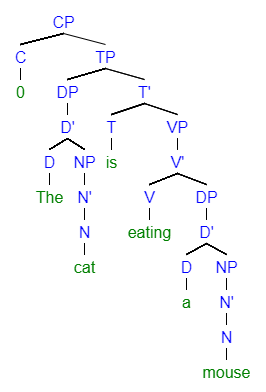 CP
C TP
0 DP T'
D' T VP
D NP is V'
The N' V DP
N eating D'
cat D NP
a N'
N
mouse